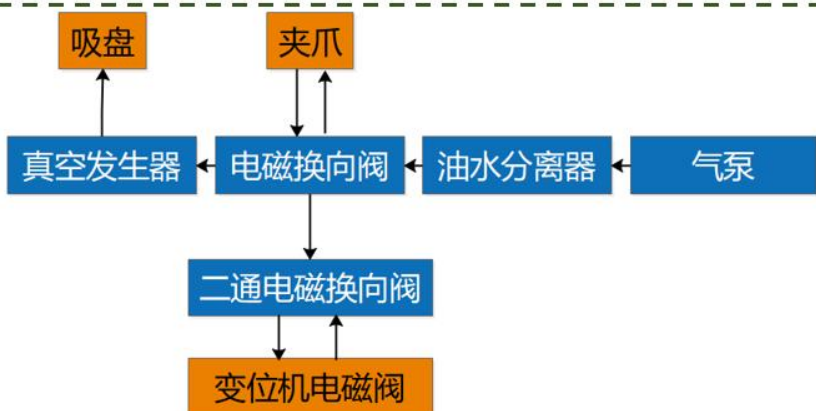 吸盘
夹爪
真空发生器
电磁换向阀
油水分离器
气泵
二通电磁换向阀
变位机电磁阀